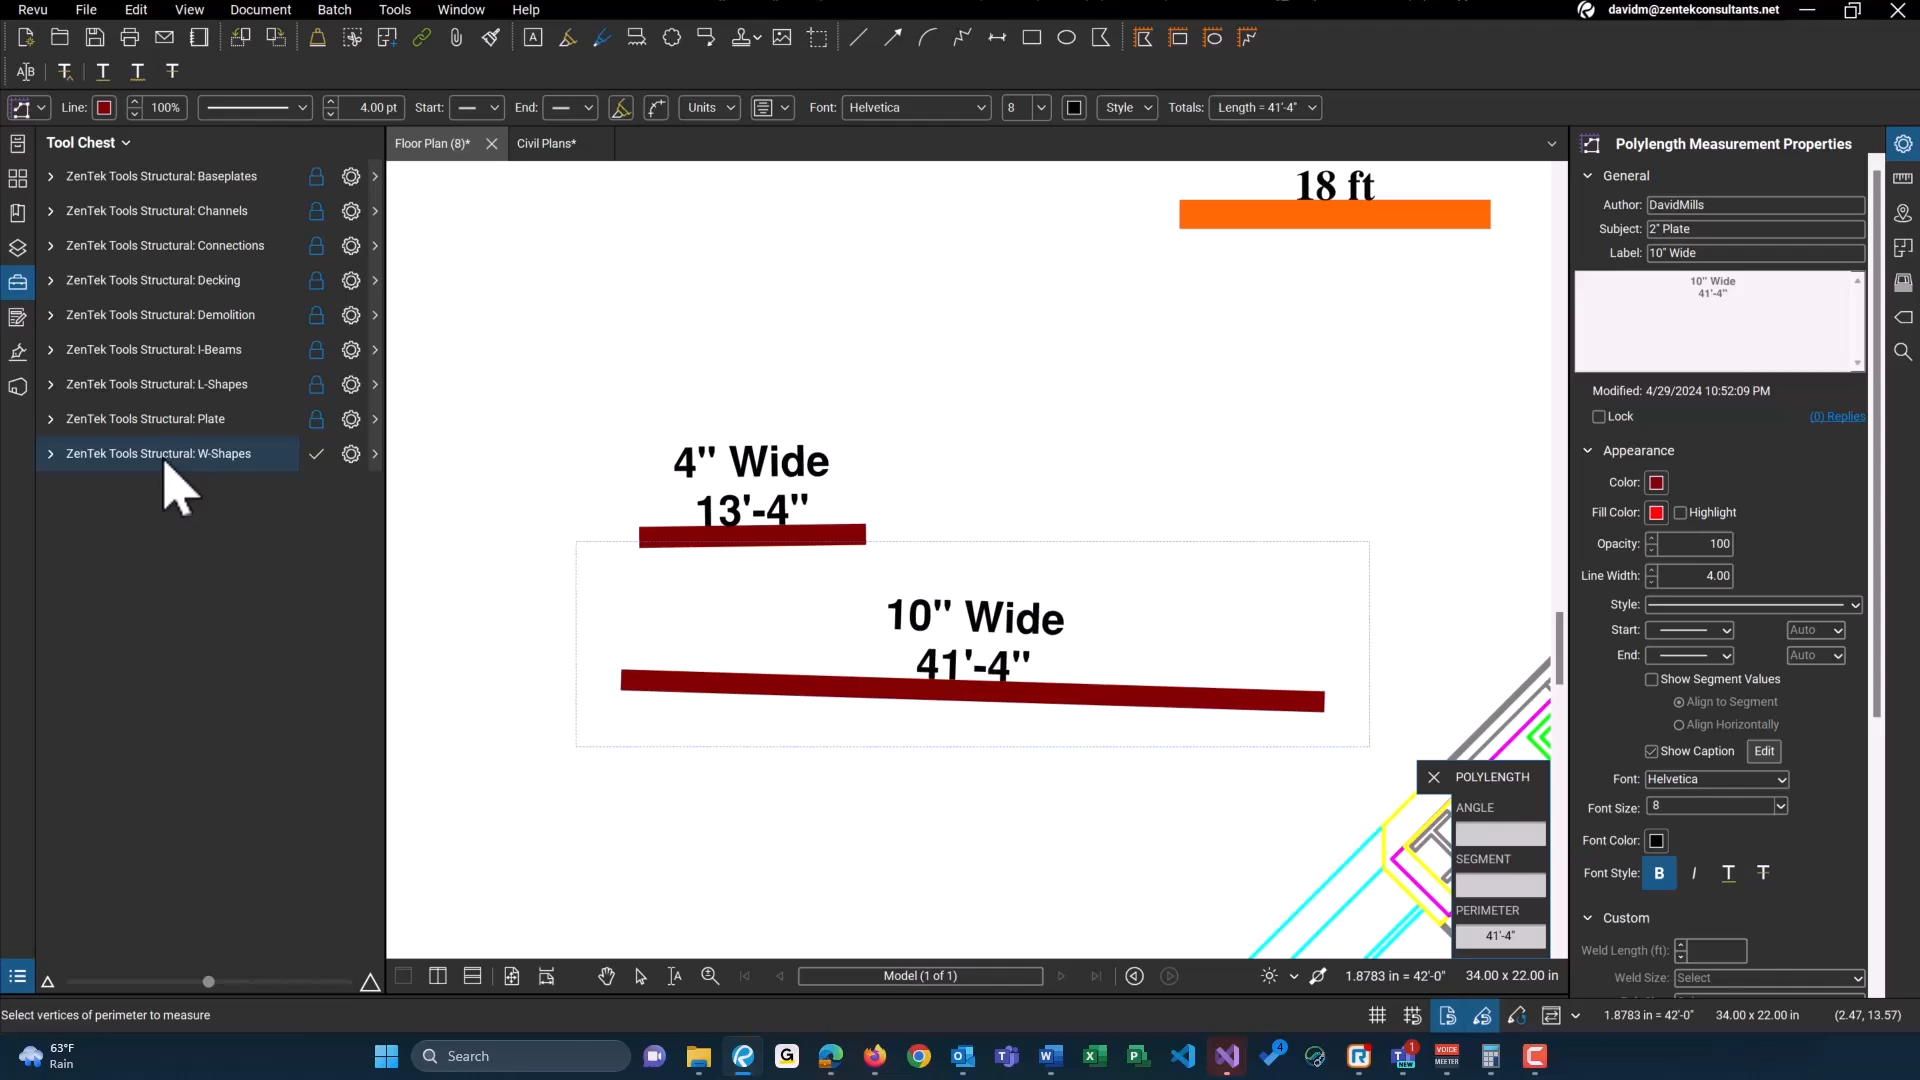 Revu File Edit View Document Batch Tools Window Help
davidm@zentekconsultants.net
Line: 100% 4.00 pt Start: End: Units Font: Helvetica 8 Style Totals: Length = 41'-4"
Tool Chest
ZenTek Tools Structural: Baseplates
ZenTek Tools Structural: Channels
ZenTek Tools Structural: Connections
ZenTek Tools Structural: Decking
ZenTek Tools Structural: Demolition
ZenTek Tools Structural: I-Beams
ZenTek Tools Structural: L-Shapes
ZenTek Tools Structural: Plate
ZenTek Tools Structural: W-Shapes
Floor Plan (8)* Civil Plans*
18 ft
4" Wide
13'-4"
10" Wide
41'-4"
POLYLENGTH
ANGLE
SEGMENT
PERIMETER
41'-4"
Polylength Measurement Properties
General
Author: DavidMills
Subject: 2" Plate
Label: 10" Wide
10" Wide
41'-4"
Modified: 4/29/2024 10:52:09 PM
Lock (0) Replies
Appearance
Color:
Fill Color: Highlight
Opacity: 100
Line Width: 4.00
Style:
Start: Auto
End: Auto
Show Segment Values
Align to Segment
Align Horizontally
Show Caption Edit
Font: Helvetica
Font Size: 8
Font Color:
Font Style: B I T T
Custom
Weld Length (ft):
Weld Size: Select
Model (1 of 1)
1.8783 in = 42'-0" 34.00 x 22.00 in
Select vertices of perimeter to measure
1.8783 in = 42'-0" 34.00 x 22.00 in (2.47, 13.57)
63°F
Rain
Search
4
1
NEW
VOICE
MEETER